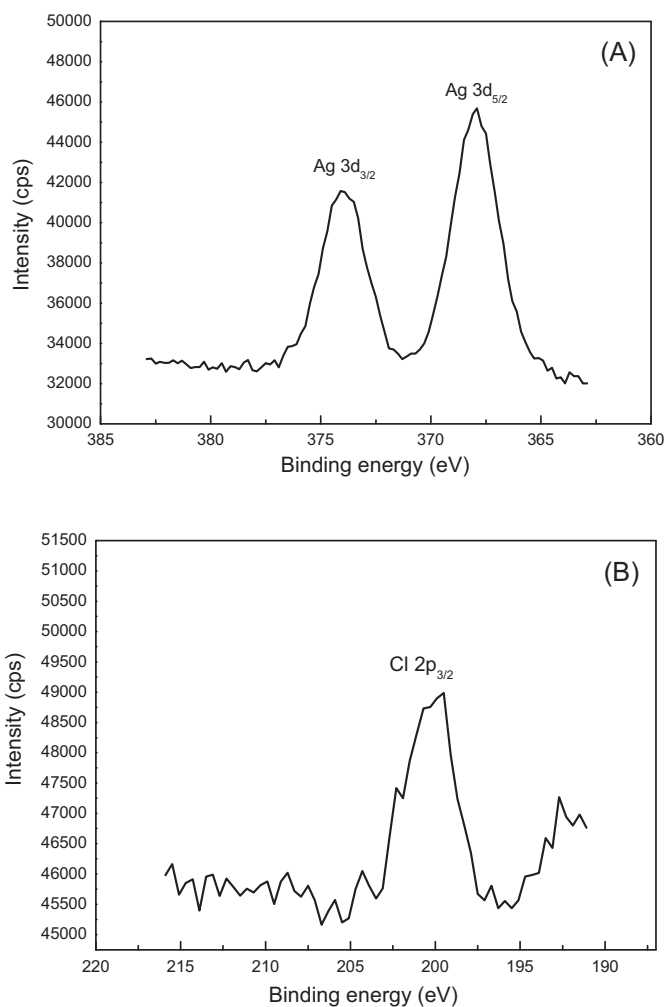 50000
48000
46000
44000
42000
40000
38000
36000
34000
32000
30000
Intensity (cps)
(A)
Ag 3d5/2
Ag 3d3/2
385 380 375 370 365 360
Binding energy (eV)
51500
51000
50500
50000
49500
49000
48500
48000
47500
47000
46500
46000
45500
45000
Intensity (cps)
(B)
Cl 2p3/2
220 215 210 205 200 195 190
Binding energy (eV)